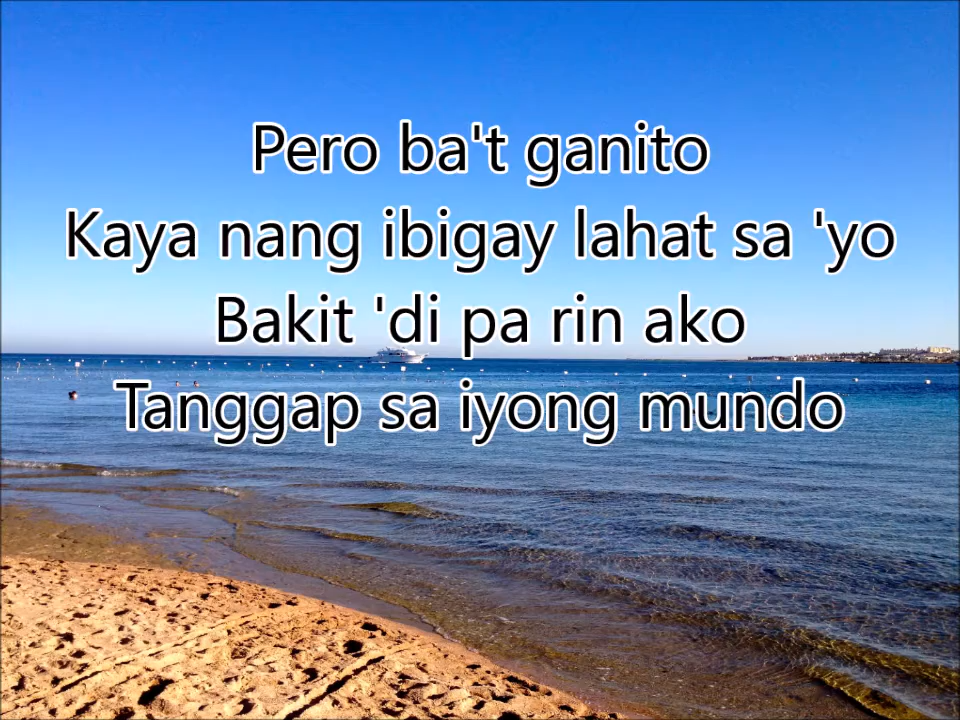 Pero ba't ganito
Kaya nang ibigay lahat sa 'yo
Bakit 'di pa rin ako
Tanggap sa iyong mundo